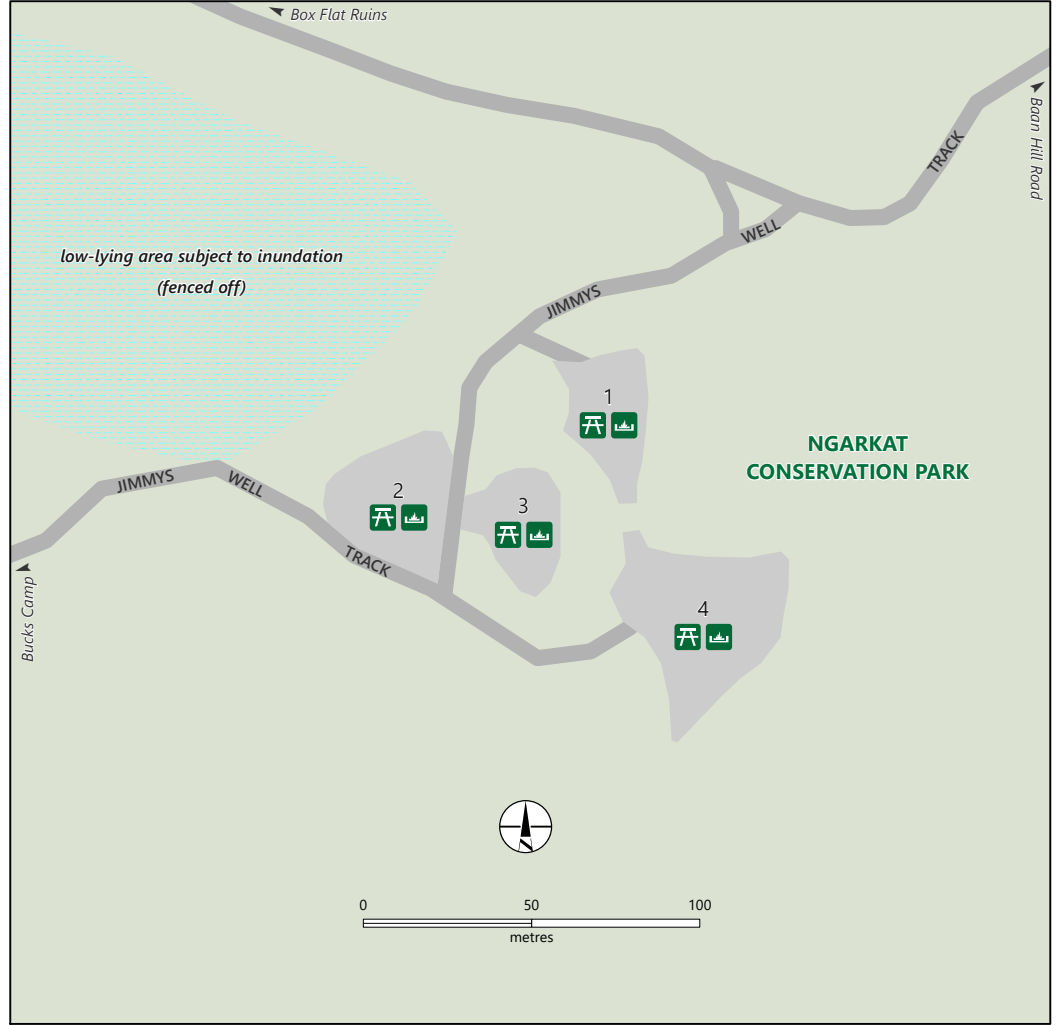 Box Flat Ruins
Baan Hill Road
TRACK
WELL
JIMMYS
low-lying area subject to inundation
(fenced off)
1
NGARKAT
CONSERVATION PARK
JIMMYS
WELL
TRACK
2
3
4
Bucks Camp
N
0 50 100
metres